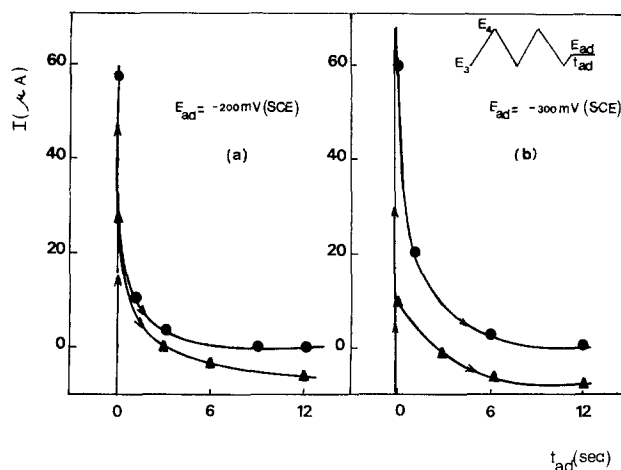 I(μA)
60
40
20
0
0
6
12
E_ad = -200mV(SCE)
(a)
60
40
20
0
0
6
12
E_3
E_4
E_ad
t_ad
E_ad = -300mV(SCE)
(b)
t_ad(sec)